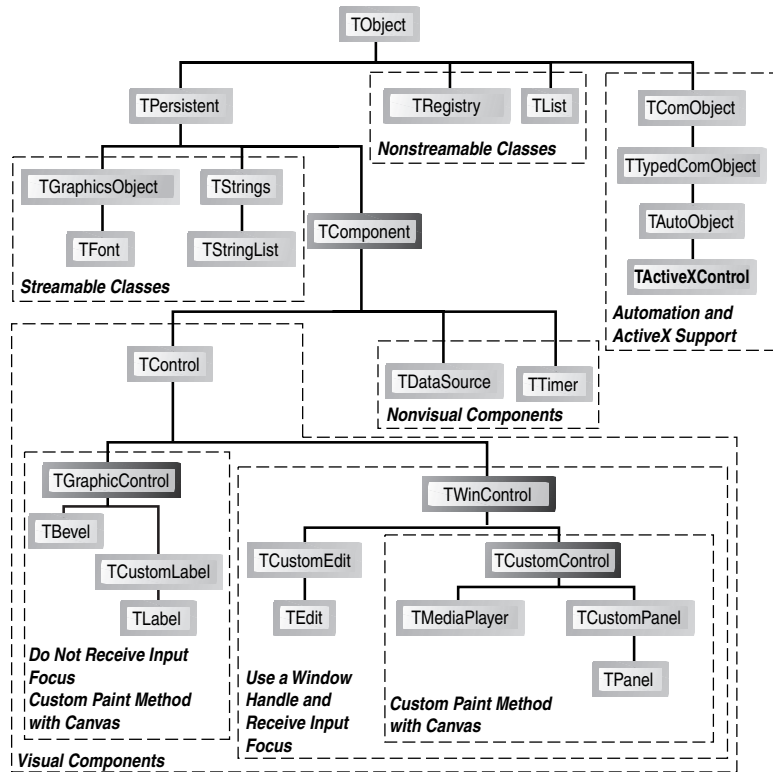 TObject
TPersistent
TRegistry
TList
TComObject
Nonstreamable Classes
TGraphicsObject
TStrings
TTypedComObject
TComponent
TAutoObject
TFont
TStringList
TActiveXControl
Streamable Classes
Automation and
ActiveX Support
TControl
TDataSource
TTimer
Nonvisual Components
TGraphicControl
TWinControl
TBevel
TCustomEdit
TCustomControl
TCustomLabel
TLabel
TEdit
TMediaPlayer
TCustomPanel
Do Not Receive Input
Focus
Custom Paint Method
with Canvas
Use a Window
Handle and
Receive Input
Focus
TPanel
Custom Paint Method
with Canvas
Visual Components